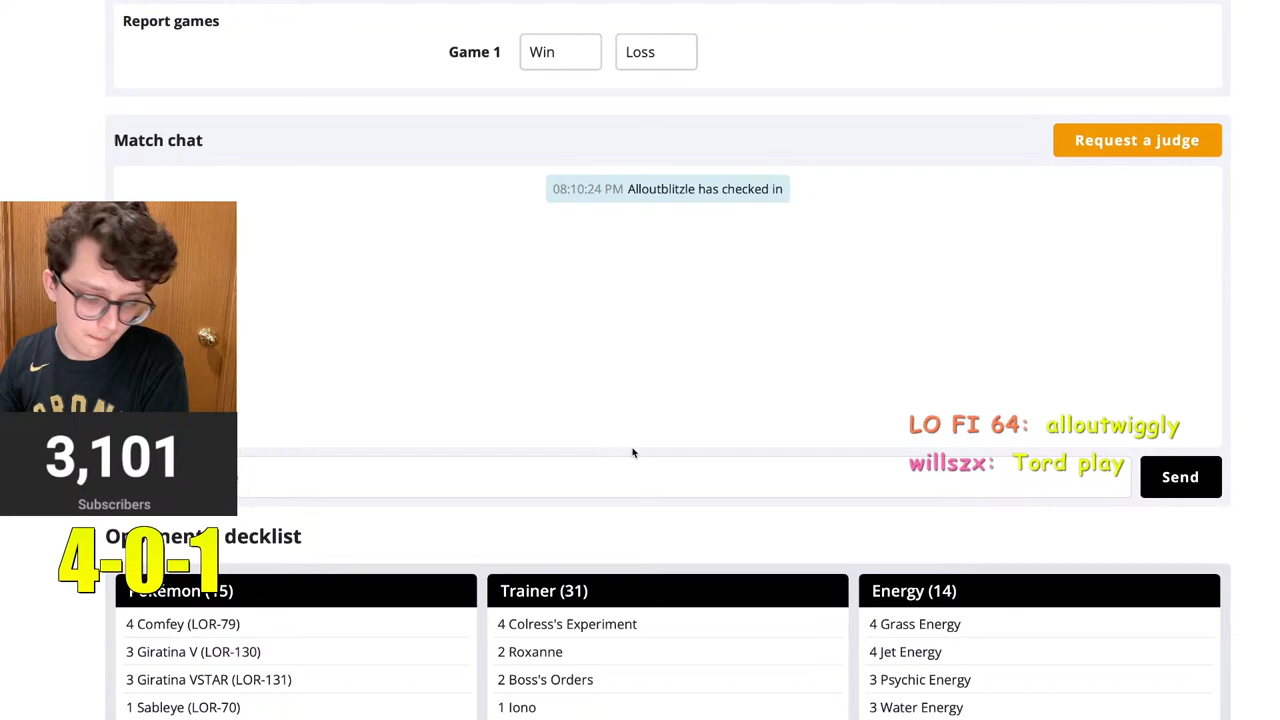 Report games
Game 1 Win Loss
Match chat
Request a judge
08:10:24 PM Alloutblitzle has checked in
LO FI 64: alloutwiggly
willszx: Tord play
Send
3,101
Subscribers
4-0-1
decklist
Pokémon (15)
4 Comfey (LOR-79)
3 Giratina V (LOR-130)
3 Giratina VSTAR (LOR-131)
1 Sableye (LOR-70)
Trainer (31)
4 Colress's Experiment
2 Roxanne
2 Boss's Orders
1 Iono
Energy (14)
4 Grass Energy
4 Jet Energy
3 Psychic Energy
3 Water Energy